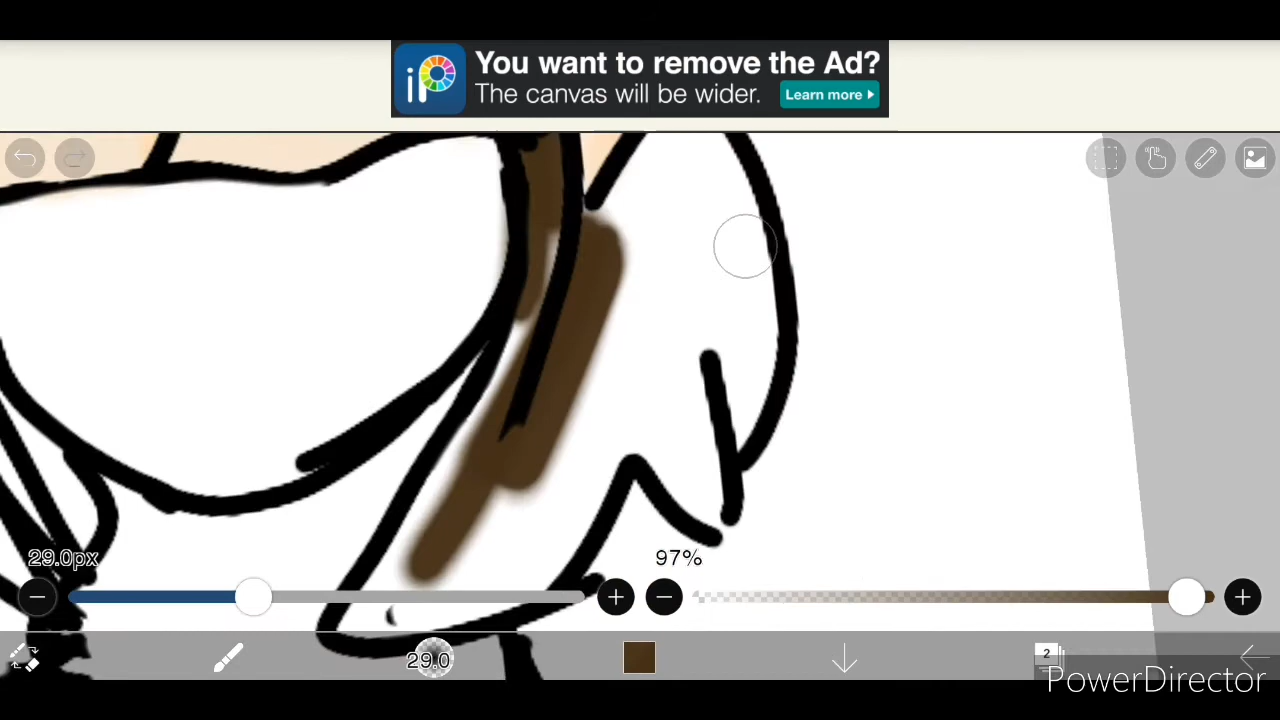 iP
You want to remove the Ad?
The canvas will be wider.
Learn more
29.0px
97%
29.0
2
PowerDirector